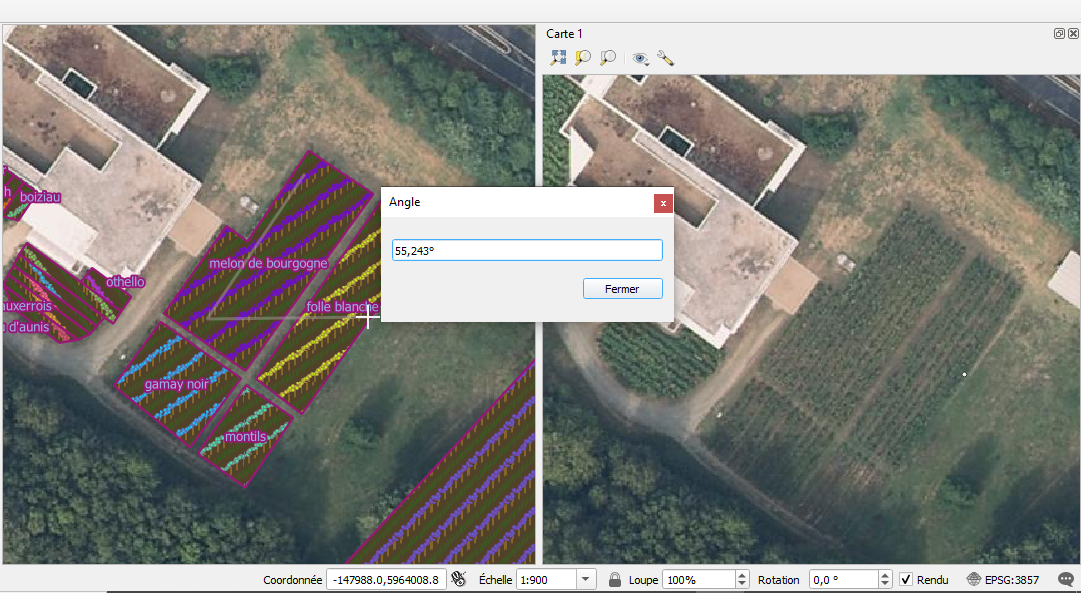 Carte 1
Angle
x
55,243°
Fermer
h
boiziau
othello
auxerrois
u d'aunis
melon de bourgogne
folle blanche
gamay noir
montils
Coordonnée -147988.0,5964008.8 Échelle 1:900 Loupe 100% Rotation 0,0 ° Rendu EPSG:3857